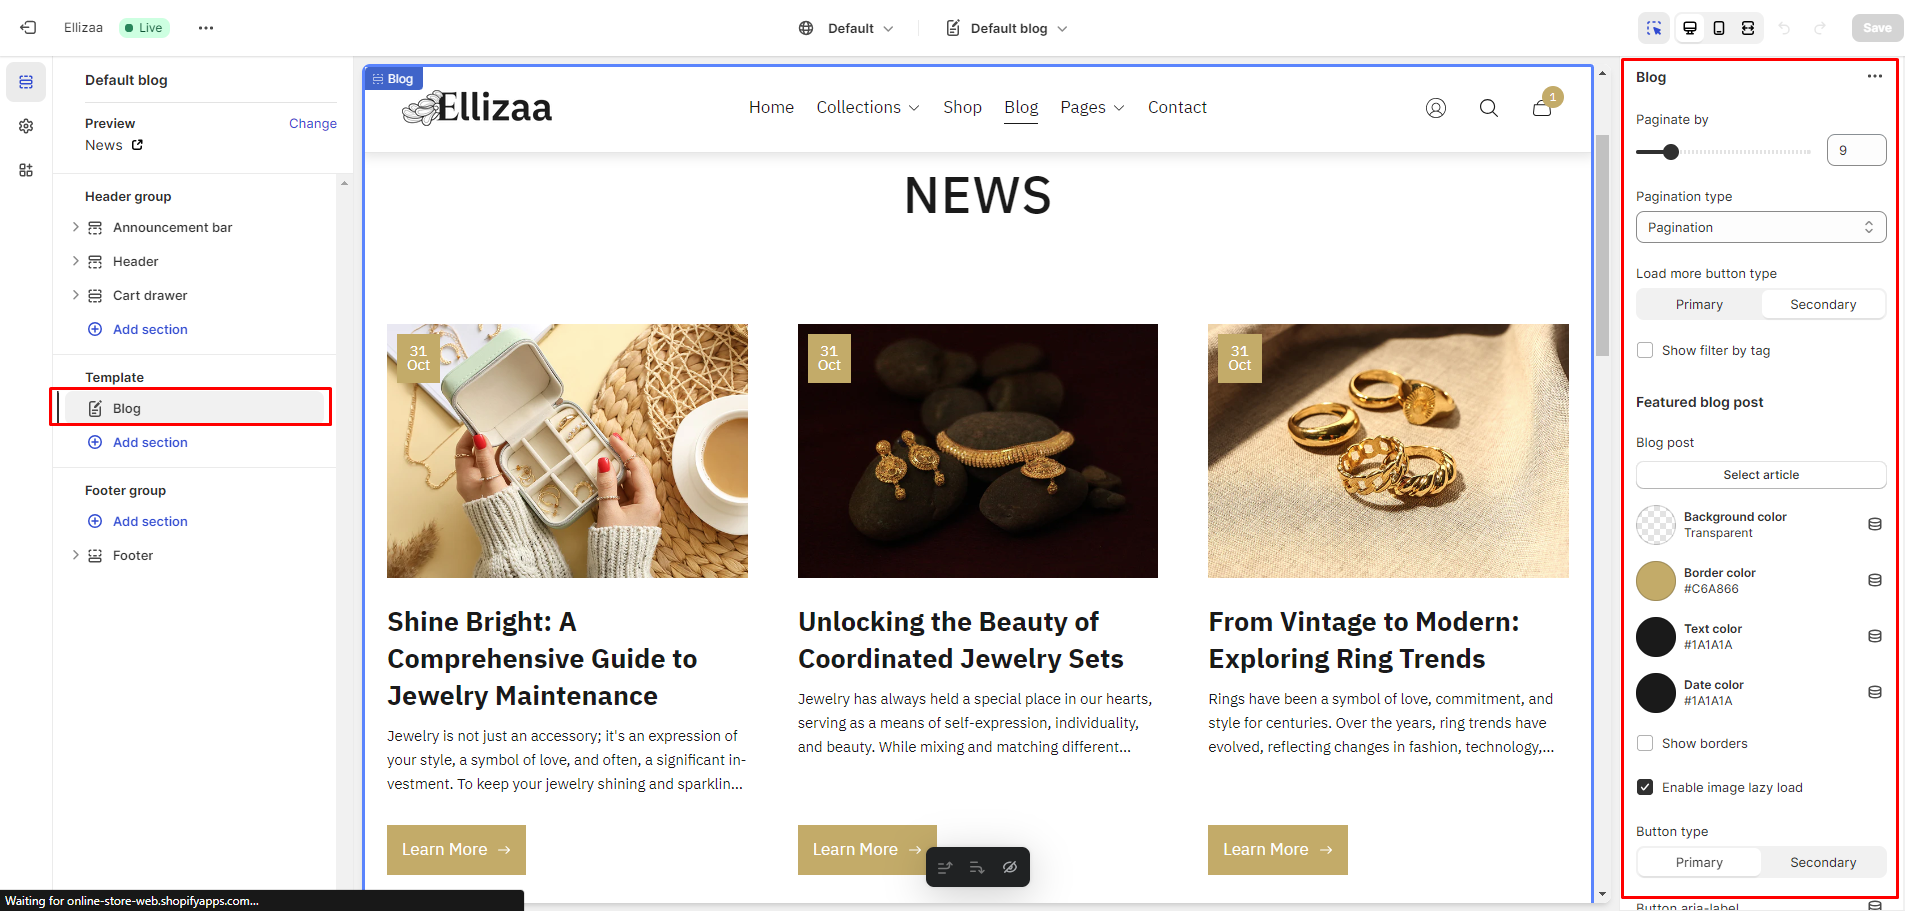 Ellizaa
Live
Default
Default blog
Save
Default blog
Preview
Change
News
Header group
Announcement bar
Header
Cart drawer
Add section
Template
Blog
Add section
Footer group
Add section
Footer
Blog
Ellizaa
Home Collections Shop Blog Pages Contact
1
NEWS
31
Oct
Shine Bright: A
Comprehensive Guide to
Jewelry Maintenance
Jewelry is not just an accessory; it's an expression of
your style, a symbol of love, and often, a significant in-
vestment. To keep your jewelry shining and sparklin...
Learn More
31
Oct
Unlocking the Beauty of
Coordinated Jewelry Sets
Jewelry has always held a special place in our hearts,
serving as a means of self-expression, individuality,
and beauty. While mixing and matching different...
Learn More
31
Oct
From Vintage to Modern:
Exploring Ring Trends
Rings have been a symbol of love, commitment, and
style for centuries. Over the years, ring trends have
evolved, reflecting changes in fashion, technology,...
Learn More
Blog
Paginate by
9
Pagination type
Pagination
Load more button type
Primary Secondary
Show filter by tag
Featured blog post
Blog post
Select article
Background color
Transparent
Border color
#C6A866
Text color
#1A1A1A
Date color
#1A1A1A
Show borders
Enable image lazy load
Button type
Primary Secondary
Button aria-label
Waiting for online-store-web.shopifyapps.com...